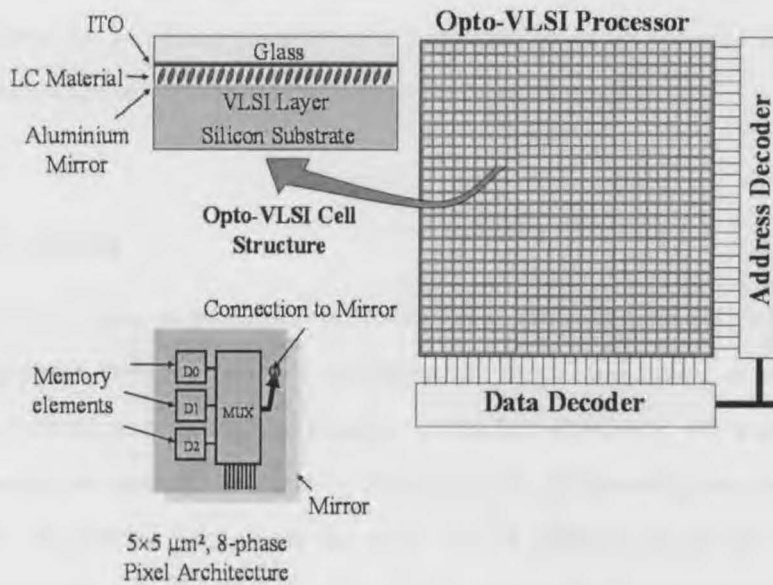 Opto-VLSI Processor
ITO
Glass
LC Material
VLSI Layer
Silicon Substrate
Aluminium
Mirror
Opto-VLSI Cell
Structure
Address Decoder
Data Decoder
Connection to Mirror
Memory
elements
D0
D1
D2
MUX
Mirror
5×5 μm², 8-phase
Pixel Architecture